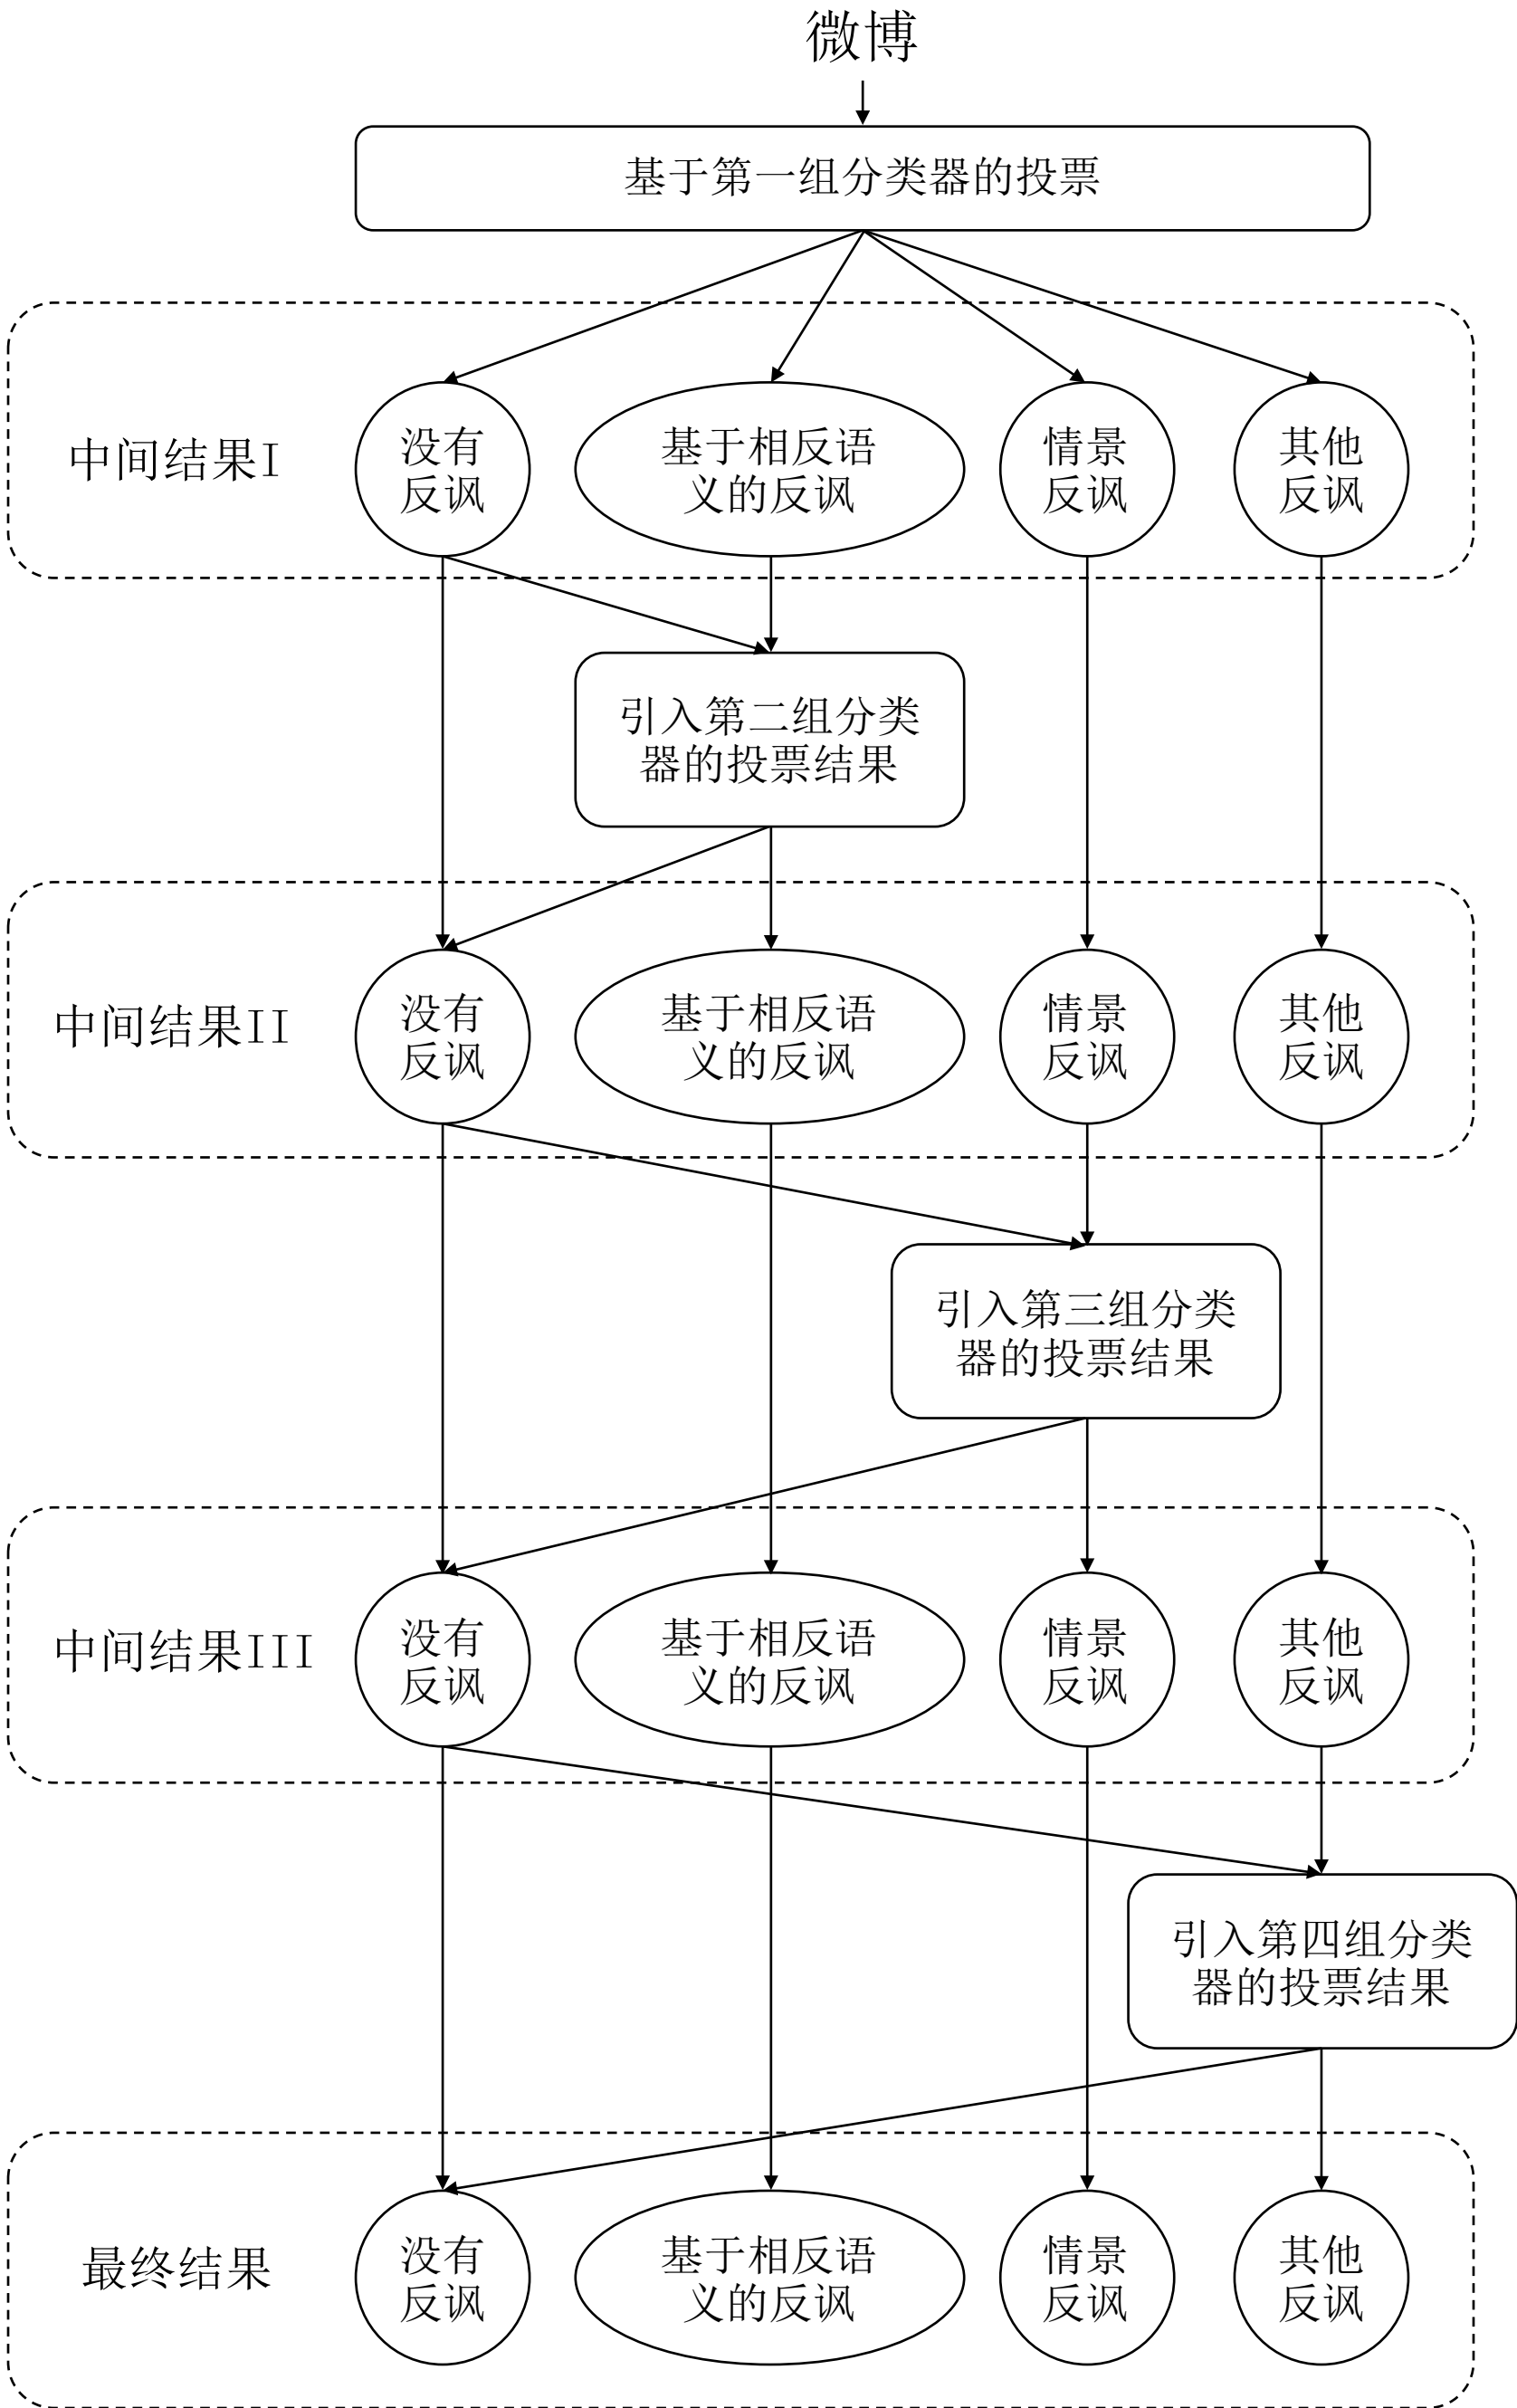 微博
基于第一组分类器的投票
中间结果I
没有
反讽
基于相反语
义的反讽
情景
反讽
其他
反讽
引入第二组分类
器的投票结果
中间结果II
没有
反讽
基于相反语
义的反讽
情景
反讽
其他
反讽
引入第三组分类
器的投票结果
中间结果III
没有
反讽
基于相反语
义的反讽
情景
反讽
其他
反讽
引入第四组分类
器的投票结果
最终结果
没有
反讽
基于相反语
义的反讽
情景
反讽
其他
反讽